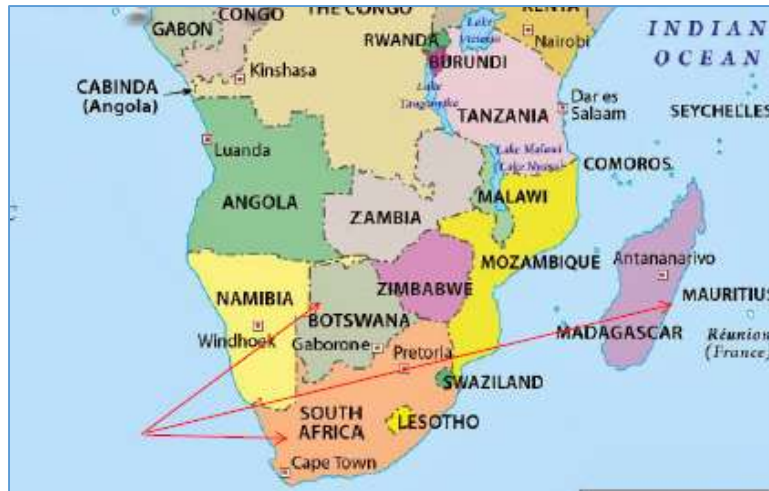 GABON
CONGO
THE CONGO
KENYA
Lake
Victoria
RWANDA
Nairobi
INDIAN
OCEAN
BURUNDI
Kinshasa
CABINDA
(Angola)
Lake
Tanganyika
TANZANIA
Dar es
Salaam
SEYCHELLES
Luanda
Lake Malawi
(Lake Nyasa)
COMOROS
ANGOLA
MALAWI
ZAMBIA
MOZAMBIQUE
Antananarivo
ZIMBABWE
NAMIBIA
MAURITIUS
BOTSWANA
MADAGASCAR
Réunion
(France)
Windhoek
Gaborone
Pretoria
SWAZILAND
SOUTH
AFRICA
LESOTHO
Cape Town